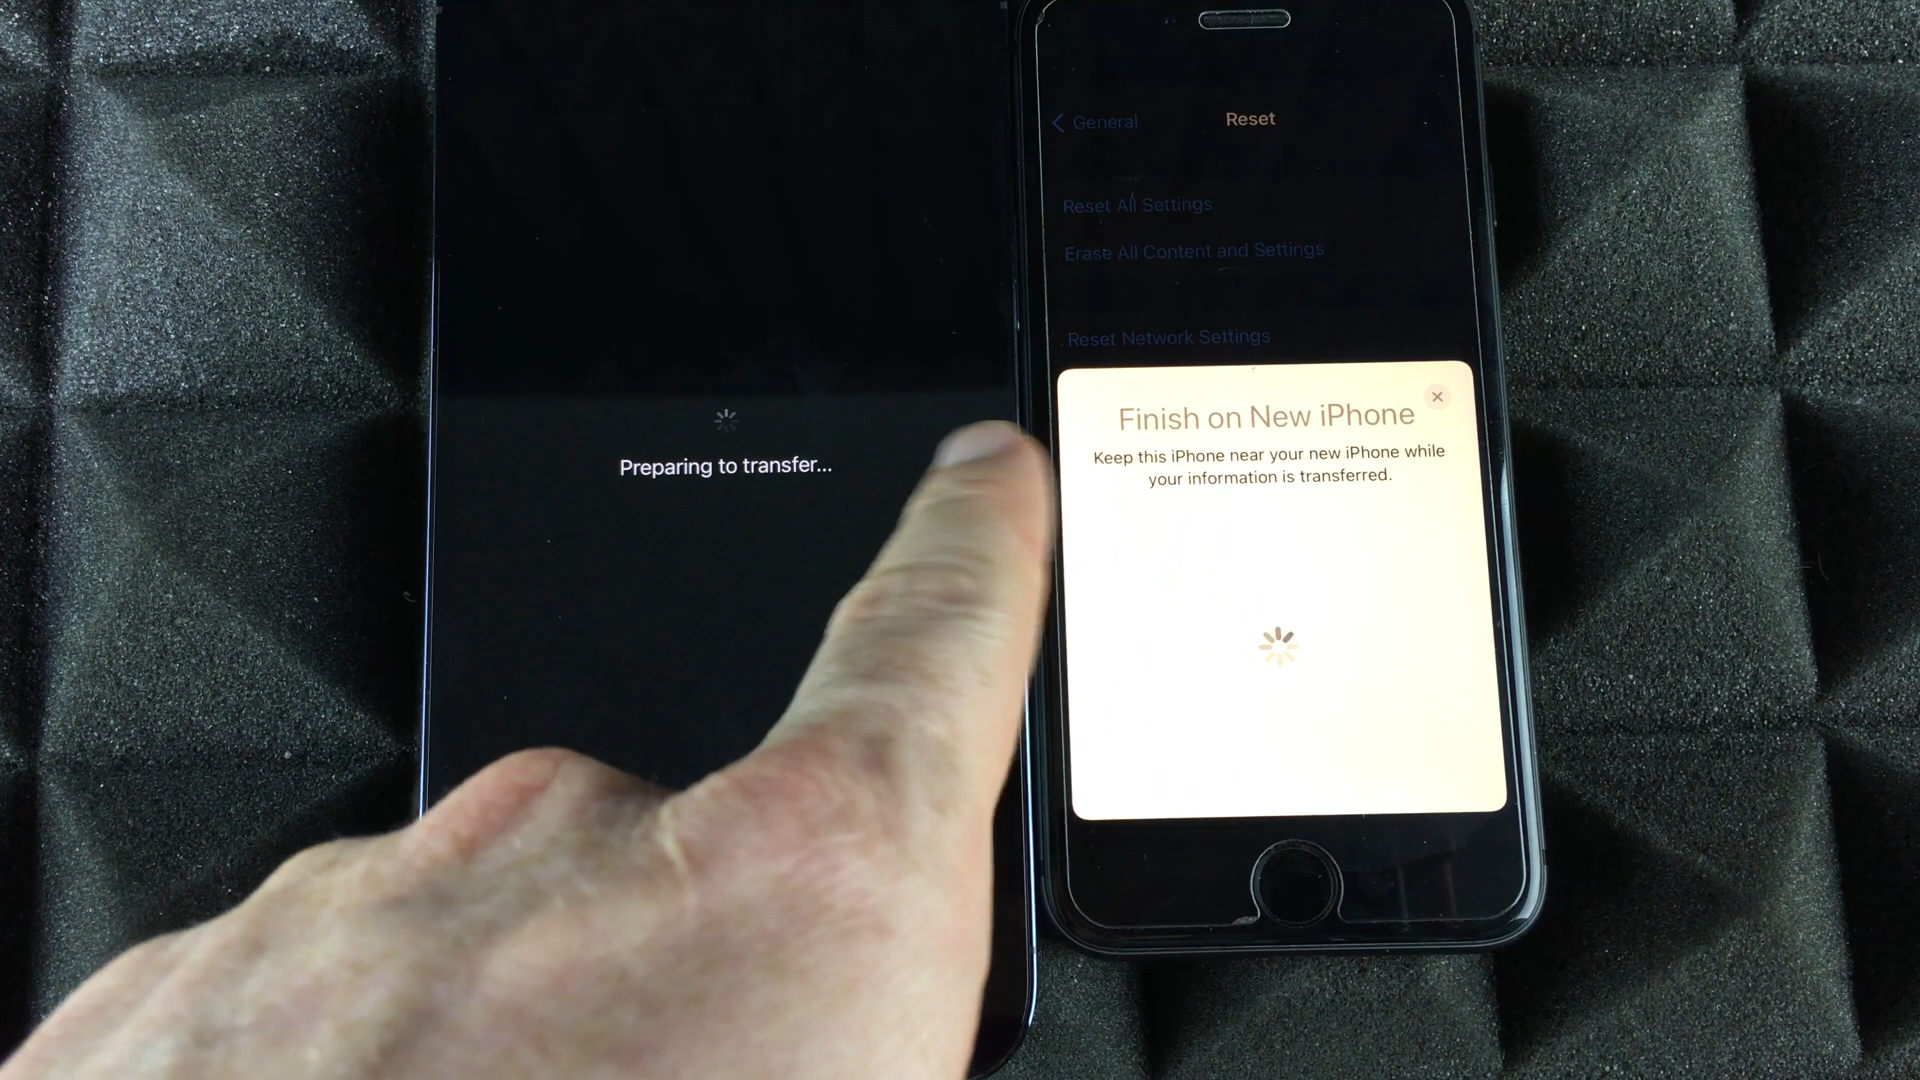 Preparing to transfer...
General
Reset
Reset All Settings
Erase All Content and Settings
Reset Network Settings
Finish on New iPhone
Keep this iPhone near your new iPhone while
your information is transferred.